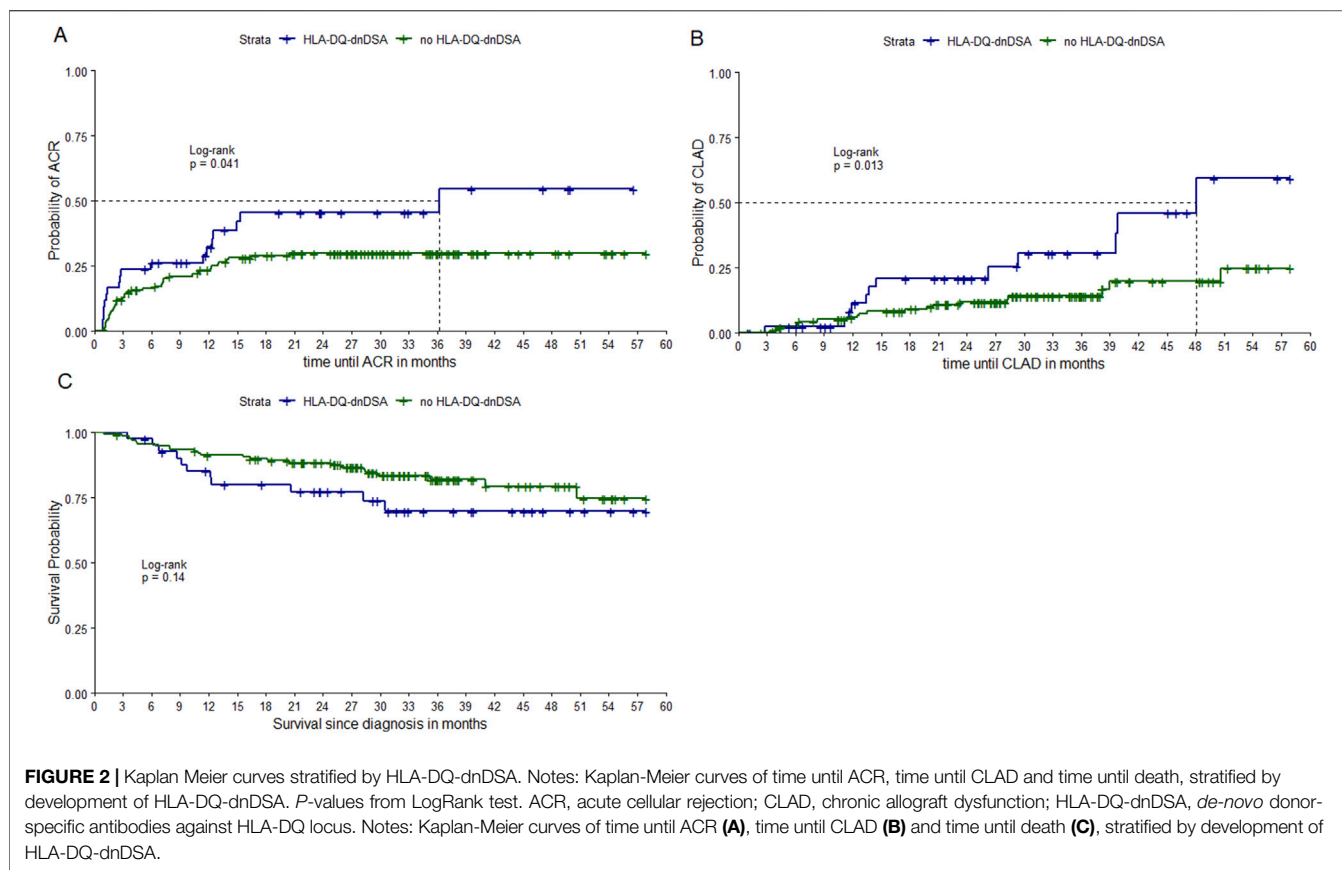 A
Strata HLA-DQ-dnDSA no HLA-DQ-dnDSA
1.00
0.75
0.50
0.25
0.00
Probability of ACR
Log-rank
p = 0.041
0 3 6 9 12 15 18 21 24 27 30 33 36 39 42 45 48 51 54 57 60
time until ACR in months
B
Strata HLA-DQ-dnDSA no HLA-DQ-dnDSA
1.00
0.75
0.50
0.25
0.00
Probability of CLAD
Log-rank
p = 0.013
0 3 6 9 12 15 18 21 24 27 30 33 36 39 42 45 48 51 54 57 60
time until CLAD in months
C
Strata HLA-DQ-dnDSA no HLA-DQ-dnDSA
1.00
0.75
0.50
0.25
0.00
Survival Probability
Log-rank
p = 0.14
0 3 6 9 12 15 18 21 24 27 30 33 36 39 42 45 48 51 54 57 60
Survival since diagnosis in months
FIGURE 2 | Kaplan Meier curves stratified by HLA-DQ-dnDSA. Notes: Kaplan-Meier curves of time until ACR, time until CLAD and time until death, stratified by
development of HLA-DQ-dnDSA. P-values from LogRank test. ACR, acute cellular rejection; CLAD, chronic allograft dysfunction; HLA-DQ-dnDSA, de-novo donor-
specific antibodies against HLA-DQ locus. Notes: Kaplan-Meier curves of time until ACR (A), time until CLAD (B) and time until death (C), stratified by development of
HLA-DQ-dnDSA.